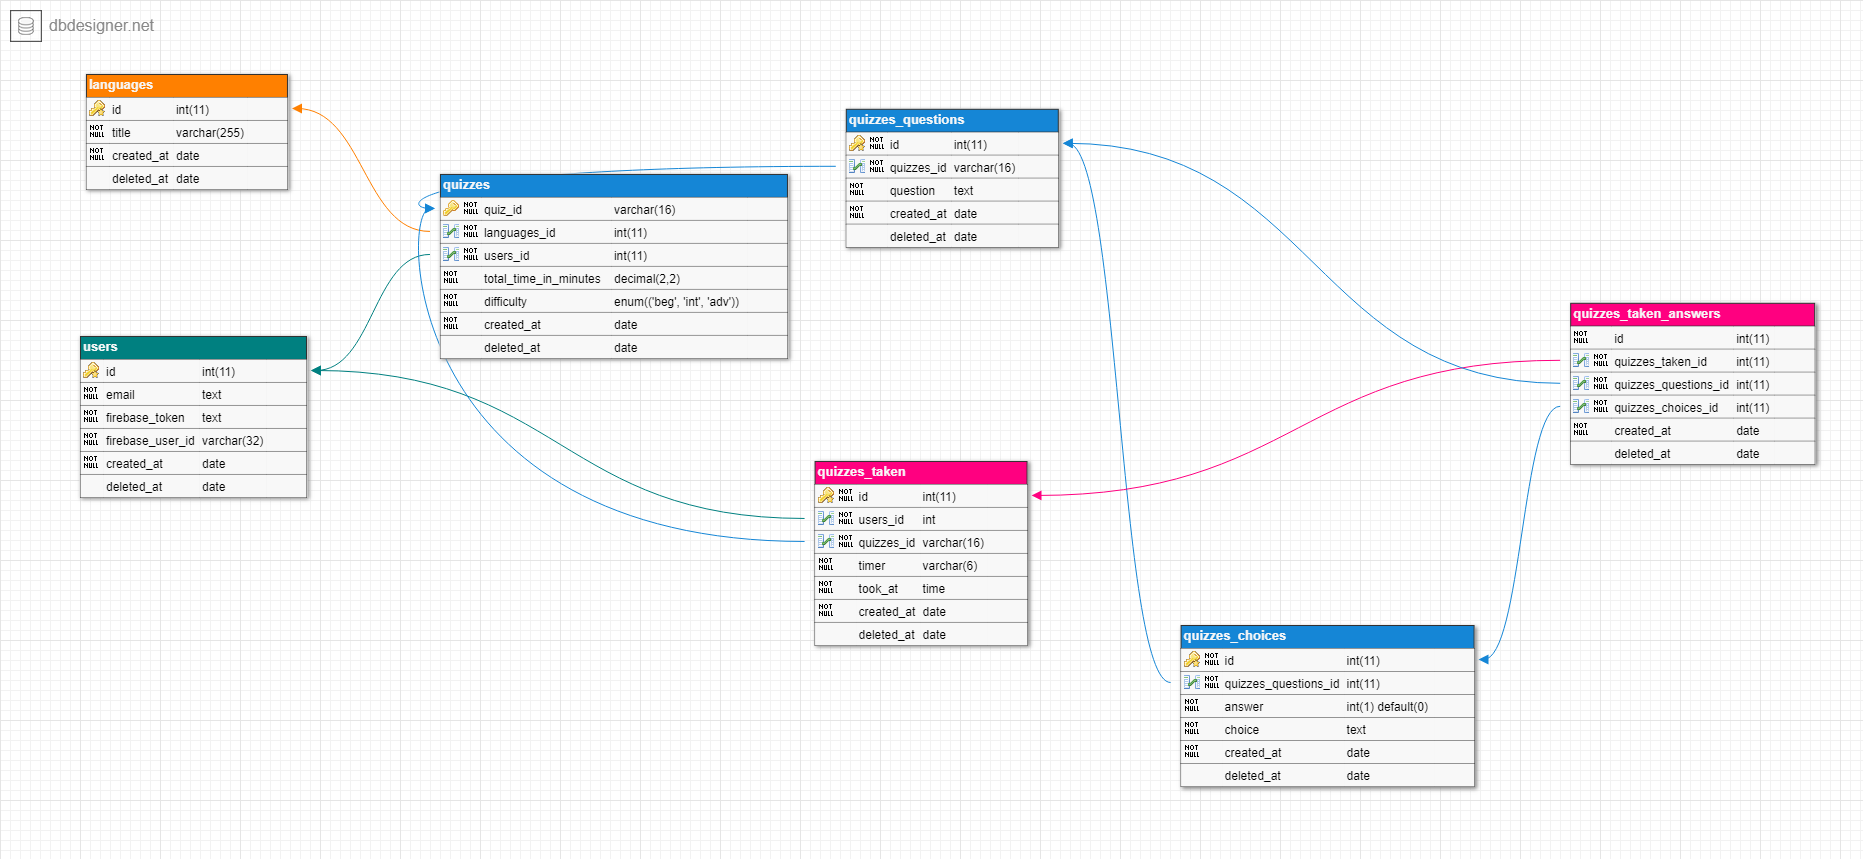 dbdesigner.net
languages
id int(11)
NOT NULL title varchar(255)
NOT NULL created_at date
deleted_at date
quizzes
NOT NULL quiz_id varchar(16)
NOT NULL languages_id int(11)
NOT NULL users_id int(11)
NOT NULL total_time_in_minutes decimal(2,2)
NOT NULL difficulty enum(('beg', 'int', 'adv'))
NOT NULL created_at date
deleted_at date
quizzes_questions
NOT NULL id int(11)
NOT NULL quizzes_id varchar(16)
NOT NULL question text
NOT NULL created_at date
deleted_at date
users
id int(11)
NOT NULL email text
NOT NULL firebase_token text
NOT NULL firebase_user_id varchar(32)
NOT NULL created_at date
deleted_at date
quizzes_taken_answers
NOT NULL id int(11)
NOT NULL quizzes_taken_id int(11)
NOT NULL quizzes_questions_id int(11)
NOT NULL quizzes_choices_id int(11)
NOT NULL created_at date
deleted_at date
quizzes_taken
NOT NULL id int(11)
NOT NULL users_id int
NOT NULL quizzes_id varchar(16)
NOT NULL timer varchar(6)
NOT NULL took_at time
NOT NULL created_at date
deleted_at date
quizzes_choices
NOT NULL id int(11)
NOT NULL quizzes_questions_id int(11)
NOT NULL answer int(1) default(0)
NOT NULL choice text
NOT NULL created_at date
deleted_at date